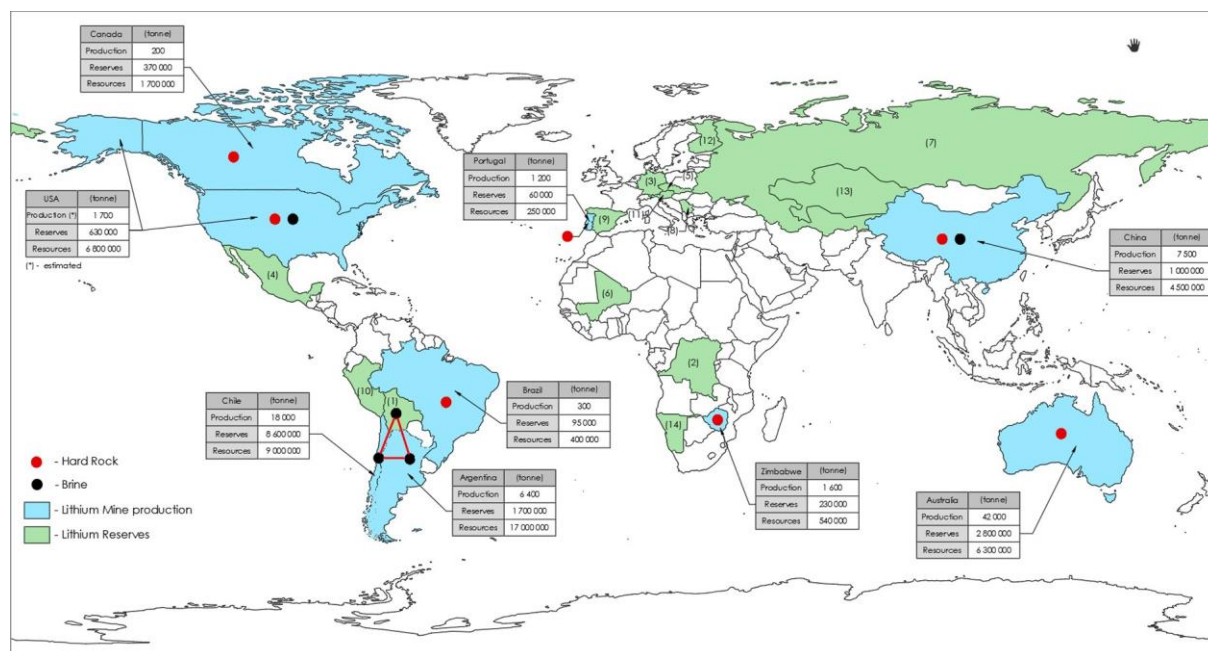 Canada (tonne)
Production 200
Reserves 370 000
Resources 1 700 000
USA (tonne)
Production (*) 1 700
Reserves 630 000
Resources 6 800 000
(*) - estimated
Portugal (tonne)
Production 1 200
Reserves 60 000
Resources 250 000
China (tonne)
Production 7 500
Reserves 1 000 000
Resources 4 500 000
Chile (tonne)
Production 18 000
Reserves 8 600 000
Resources 9 000 000
Brazil (tonne)
Production 300
Reserves 95 000
Resources 400 000
Argentina (tonne)
Production 6 400
Reserves 1 700 000
Resources 17 000 000
Zimbabwe (tonne)
Production 1 600
Reserves 230 000
Resources 540 000
Australia (tonne)
Production 42 000
Reserves 2 800 000
Resources 6 300 000
(12)
(7)
(3)
(5)
(13)
(9)
(11)
(8)
(4)
(6)
(2)
(10)
(1)
(14)
- Hard Rock
- Brine
- Lithium Mine production
- Lithium Reserves